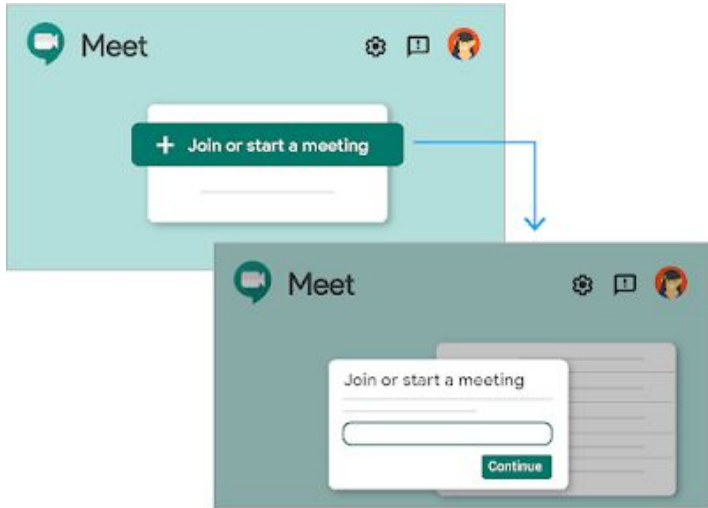 Meet
+ Join or start a meeting
Meet
Join or start a meeting
Continue